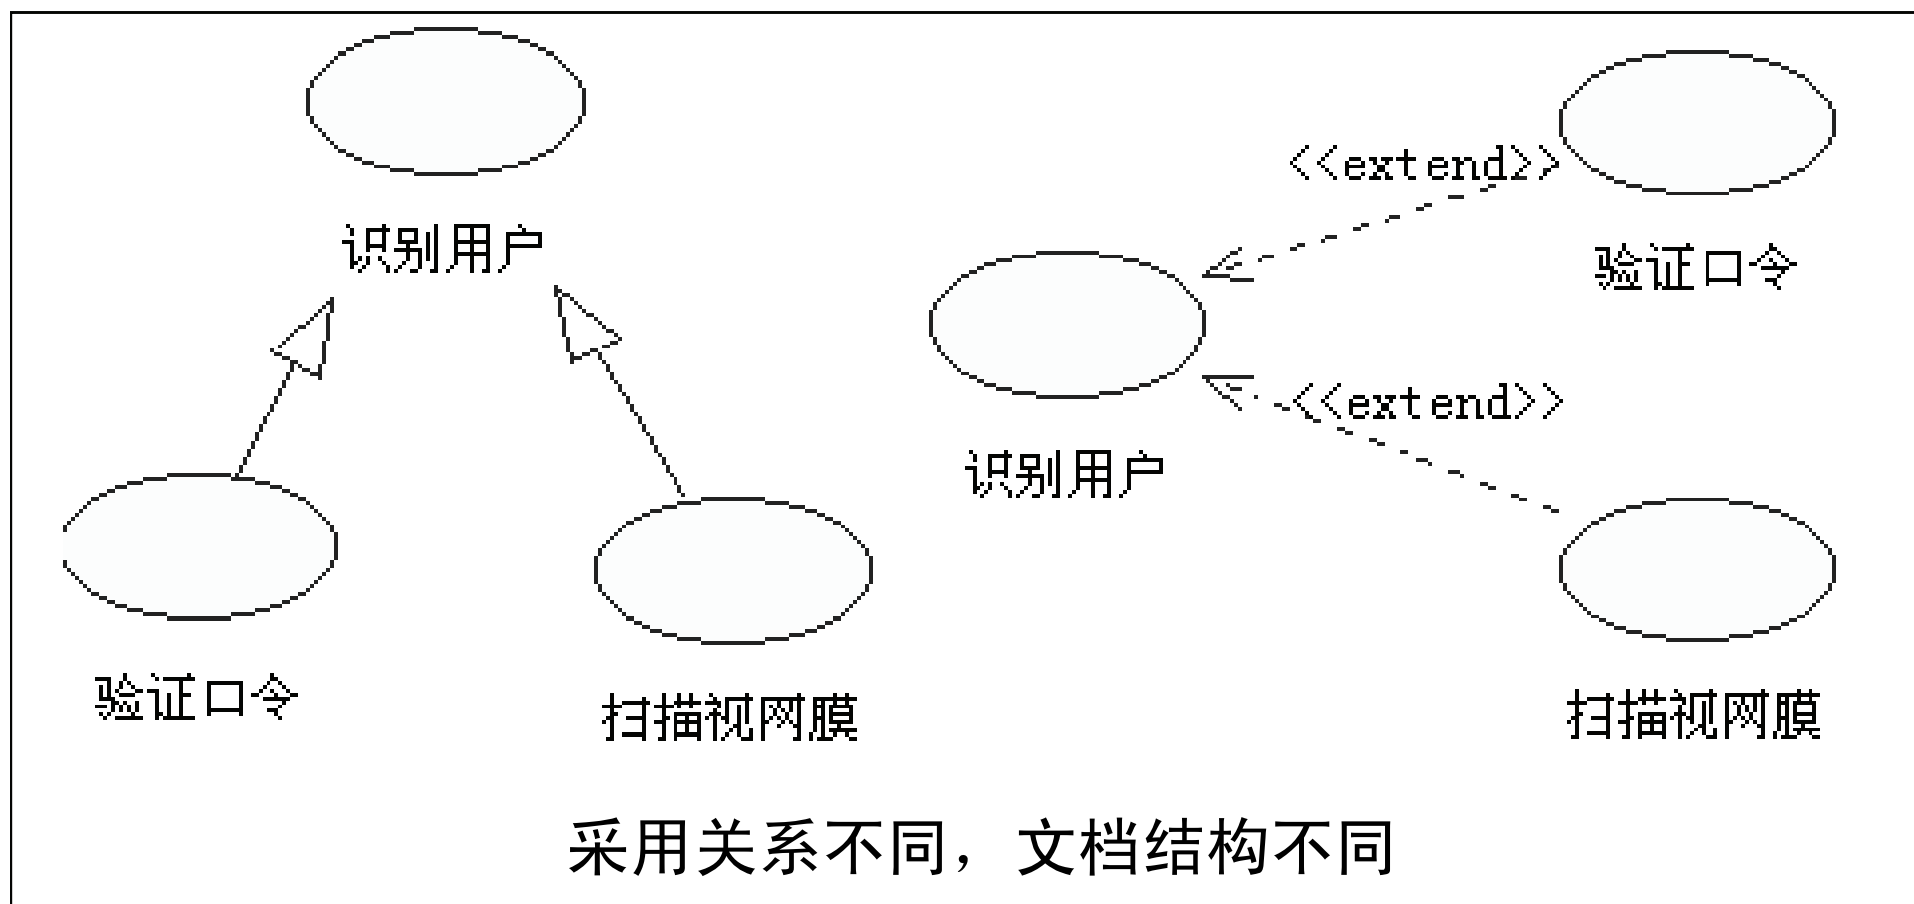 识别用户
验证口令
扫描视网膜
<<extend>>
验证口令
识别用户
<<extend>>
扫描视网膜
采用关系不同，文档结构不同